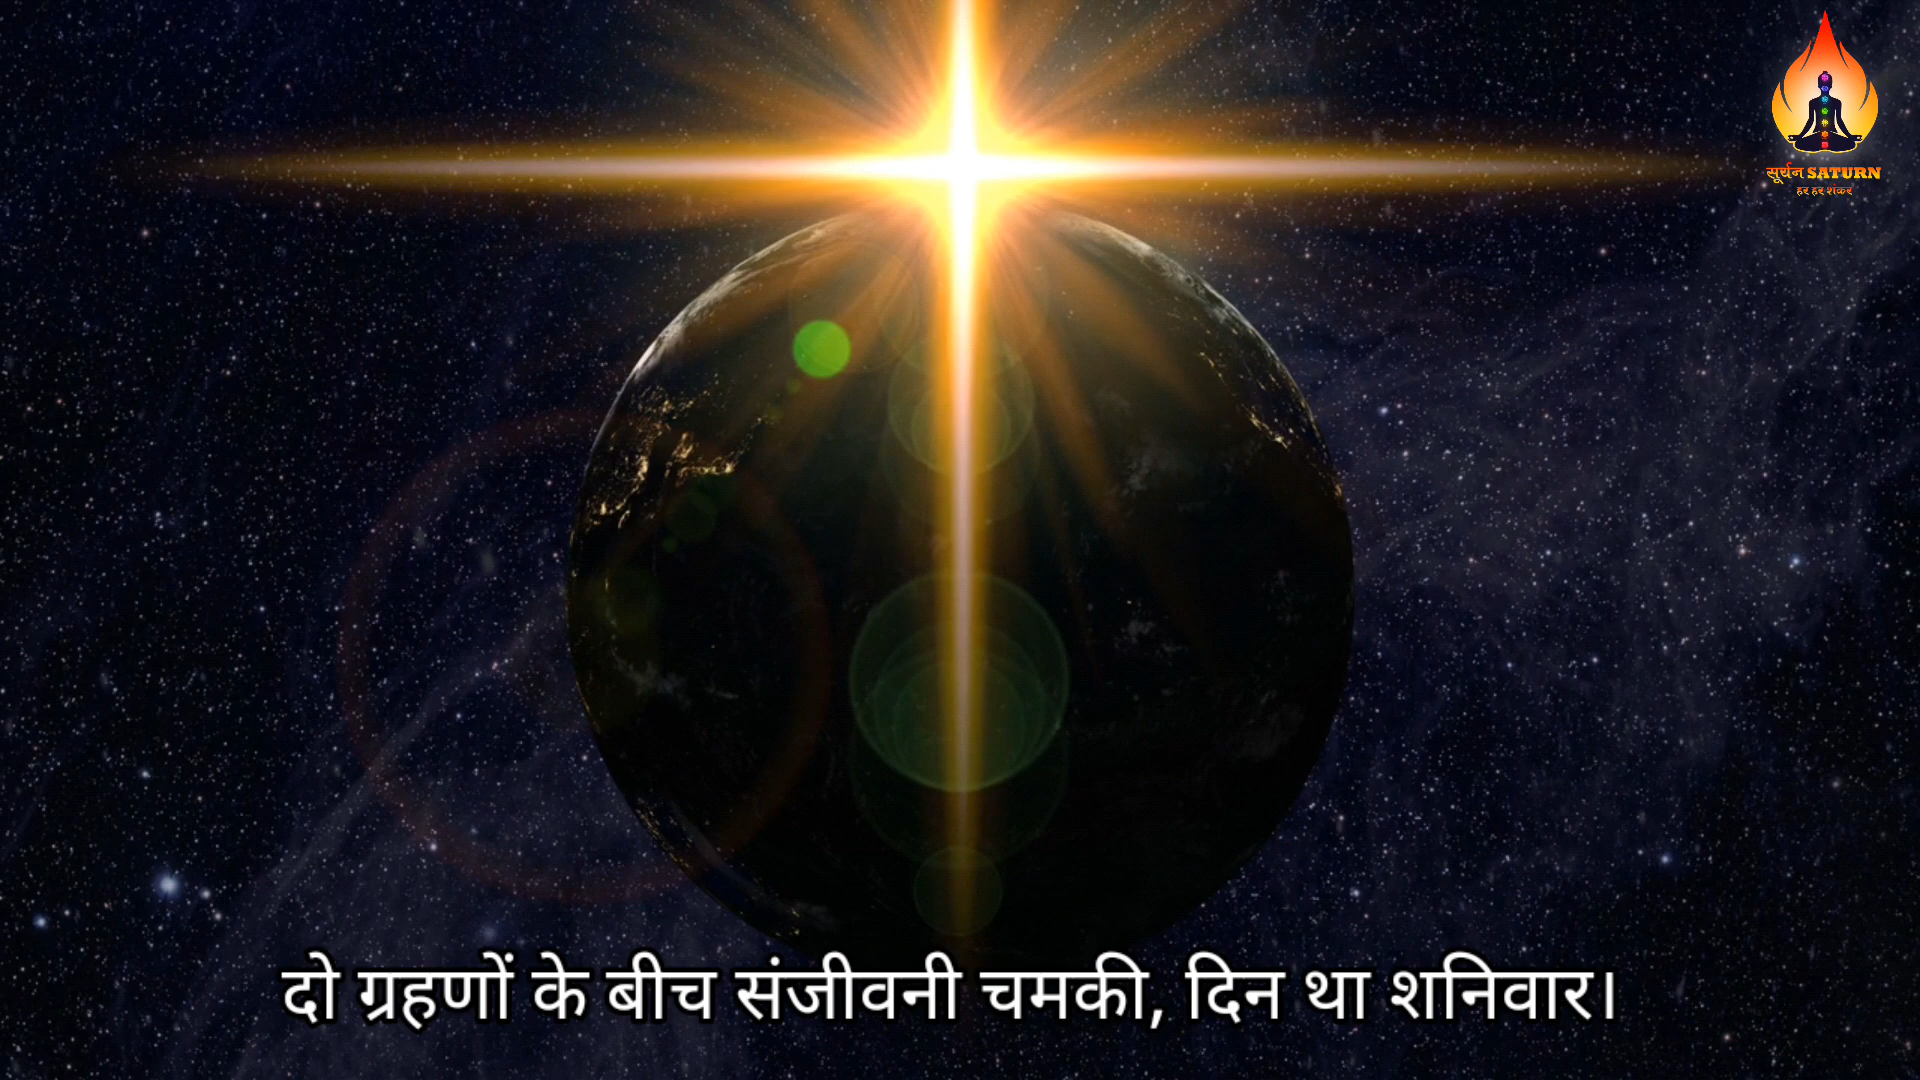 सूर्यन SATURN
हर हर शंकर
दो ग्रहणों के बीच संजीवनी चमकी, दिन था शनिवार।